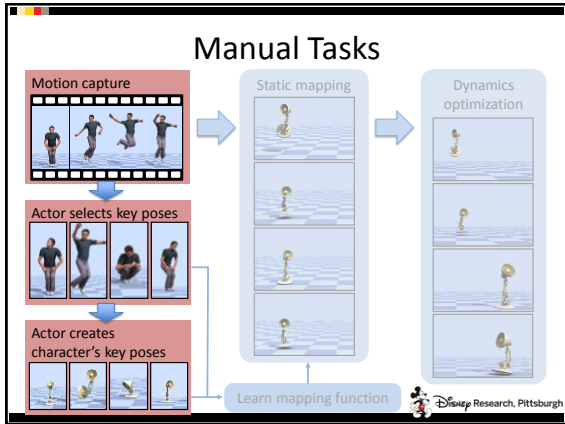 Manual Tasks
Motion capture
Static mapping
Dynamics
optimization
Actor selects key poses
Actor creates
character's key poses
Learn mapping function
Disney Research, Pittsburgh